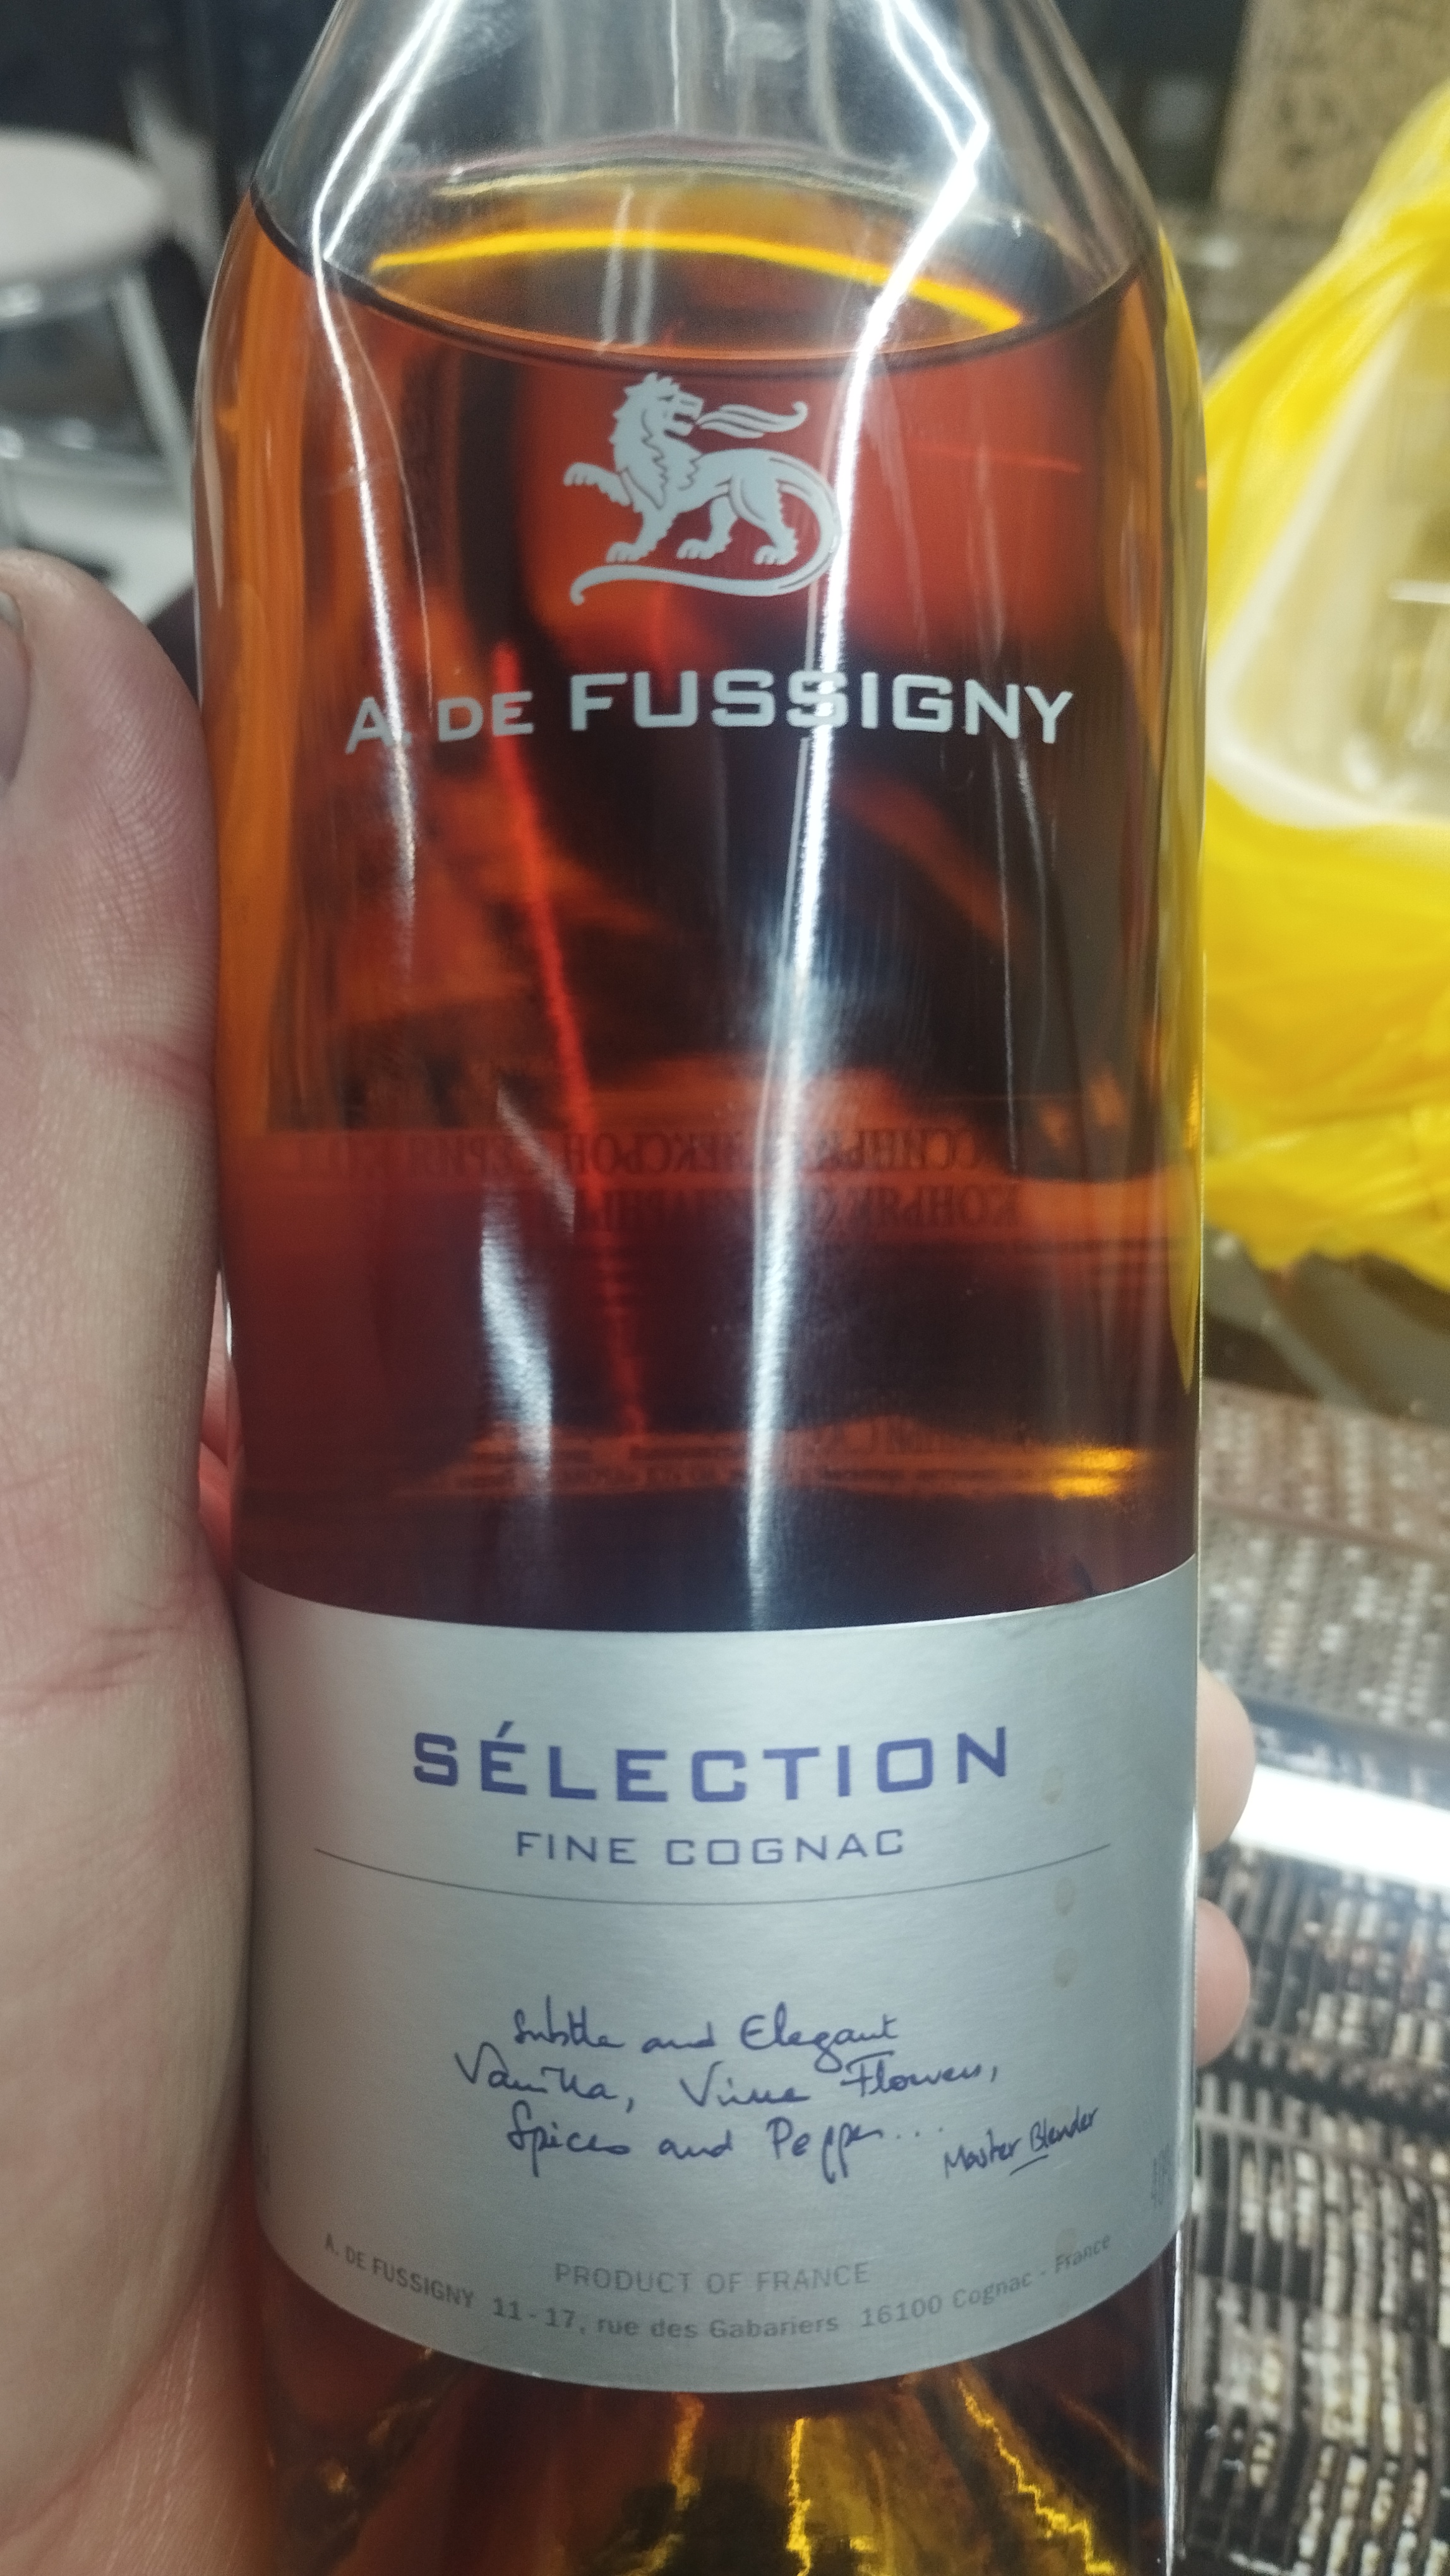 A. DE FUSSIGNY
SÉLECTION
FINE COGNAC
Subtle and Elegant
Vanilla, Vine Flowers,
Spices and Pepper...
Master Blender
PRODUCT OF FRANCE
A. DE FUSSIGNY 11-17, rue des Gabariers 16100 Cognac - France